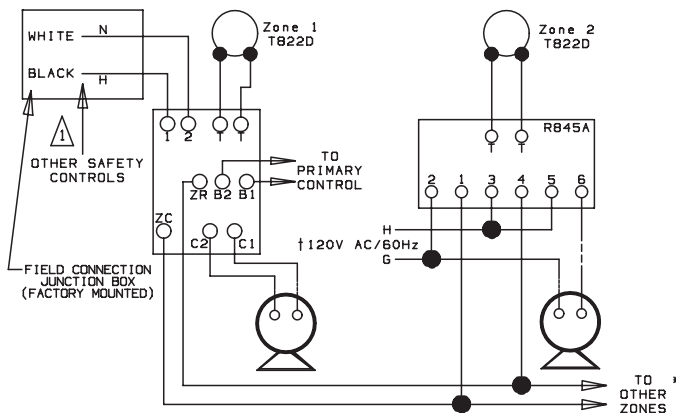 WHITE N
BLACK H
1
OTHER SAFETY
CONTROLS
FIELD CONNECTION
JUNCTION BOX
(FACTORY MOUNTED)
Zone 1
T822D
1 2 T T
ZR B2 B1
TO
PRIMARY
CONTROL
ZC
C2 C1
Zone 2
T822D
R845A
T T
2 1 3 4 5 6
H
†120V AC/60Hz
G
TO *
OTHER
ZONES